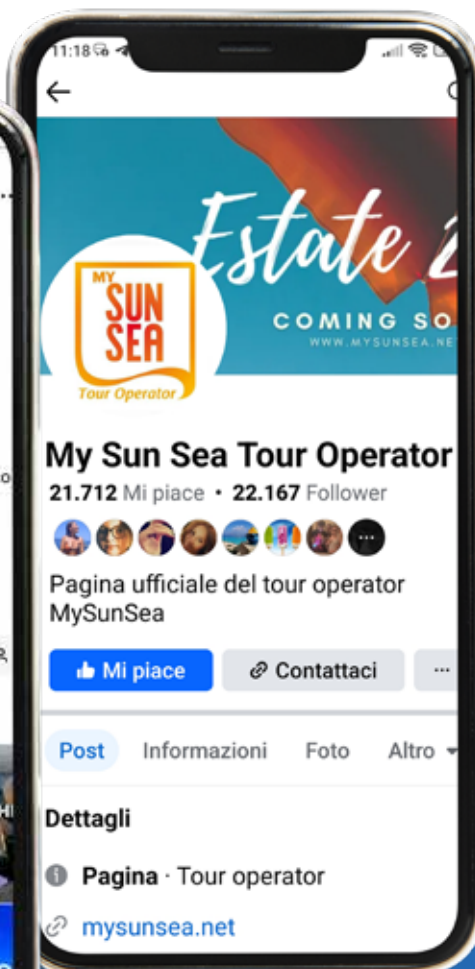 11:18
Estate 2
COMING SO
WWW.MYSUNSEA.NE
MY
SUN
SEA
Tour Operator
My Sun Sea Tour Operator
21.712 Mi piace • 22.167 Follower
Pagina ufficiale del tour operator
MySunSea
Mi piace
Contattaci
Post
Informazioni
Foto
Altro
Dettagli
Pagina · Tour operator
mysunsea.net